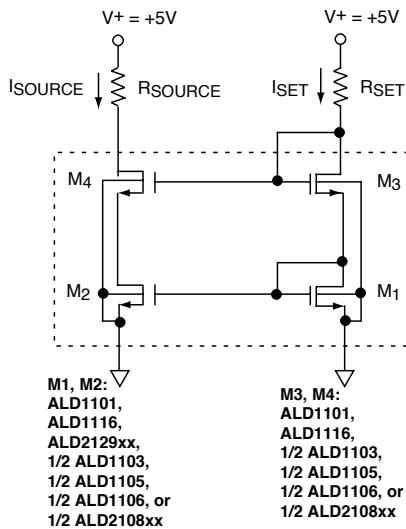 V+ = +5V
V+ = +5V
ISOURCE
RSOURCE
ISET
RSET
M4
M3
M2
M1
M1, M2:
ALD1101,
ALD1116,
ALD2129xx,
1/2 ALD1103,
1/2 ALD1105,
1/2 ALD1106, or
1/2 ALD2108xx
M3, M4:
ALD1101,
ALD1116,
1/2 ALD1103,
1/2 ALD1105,
1/2 ALD1106, or
1/2 ALD2108xx